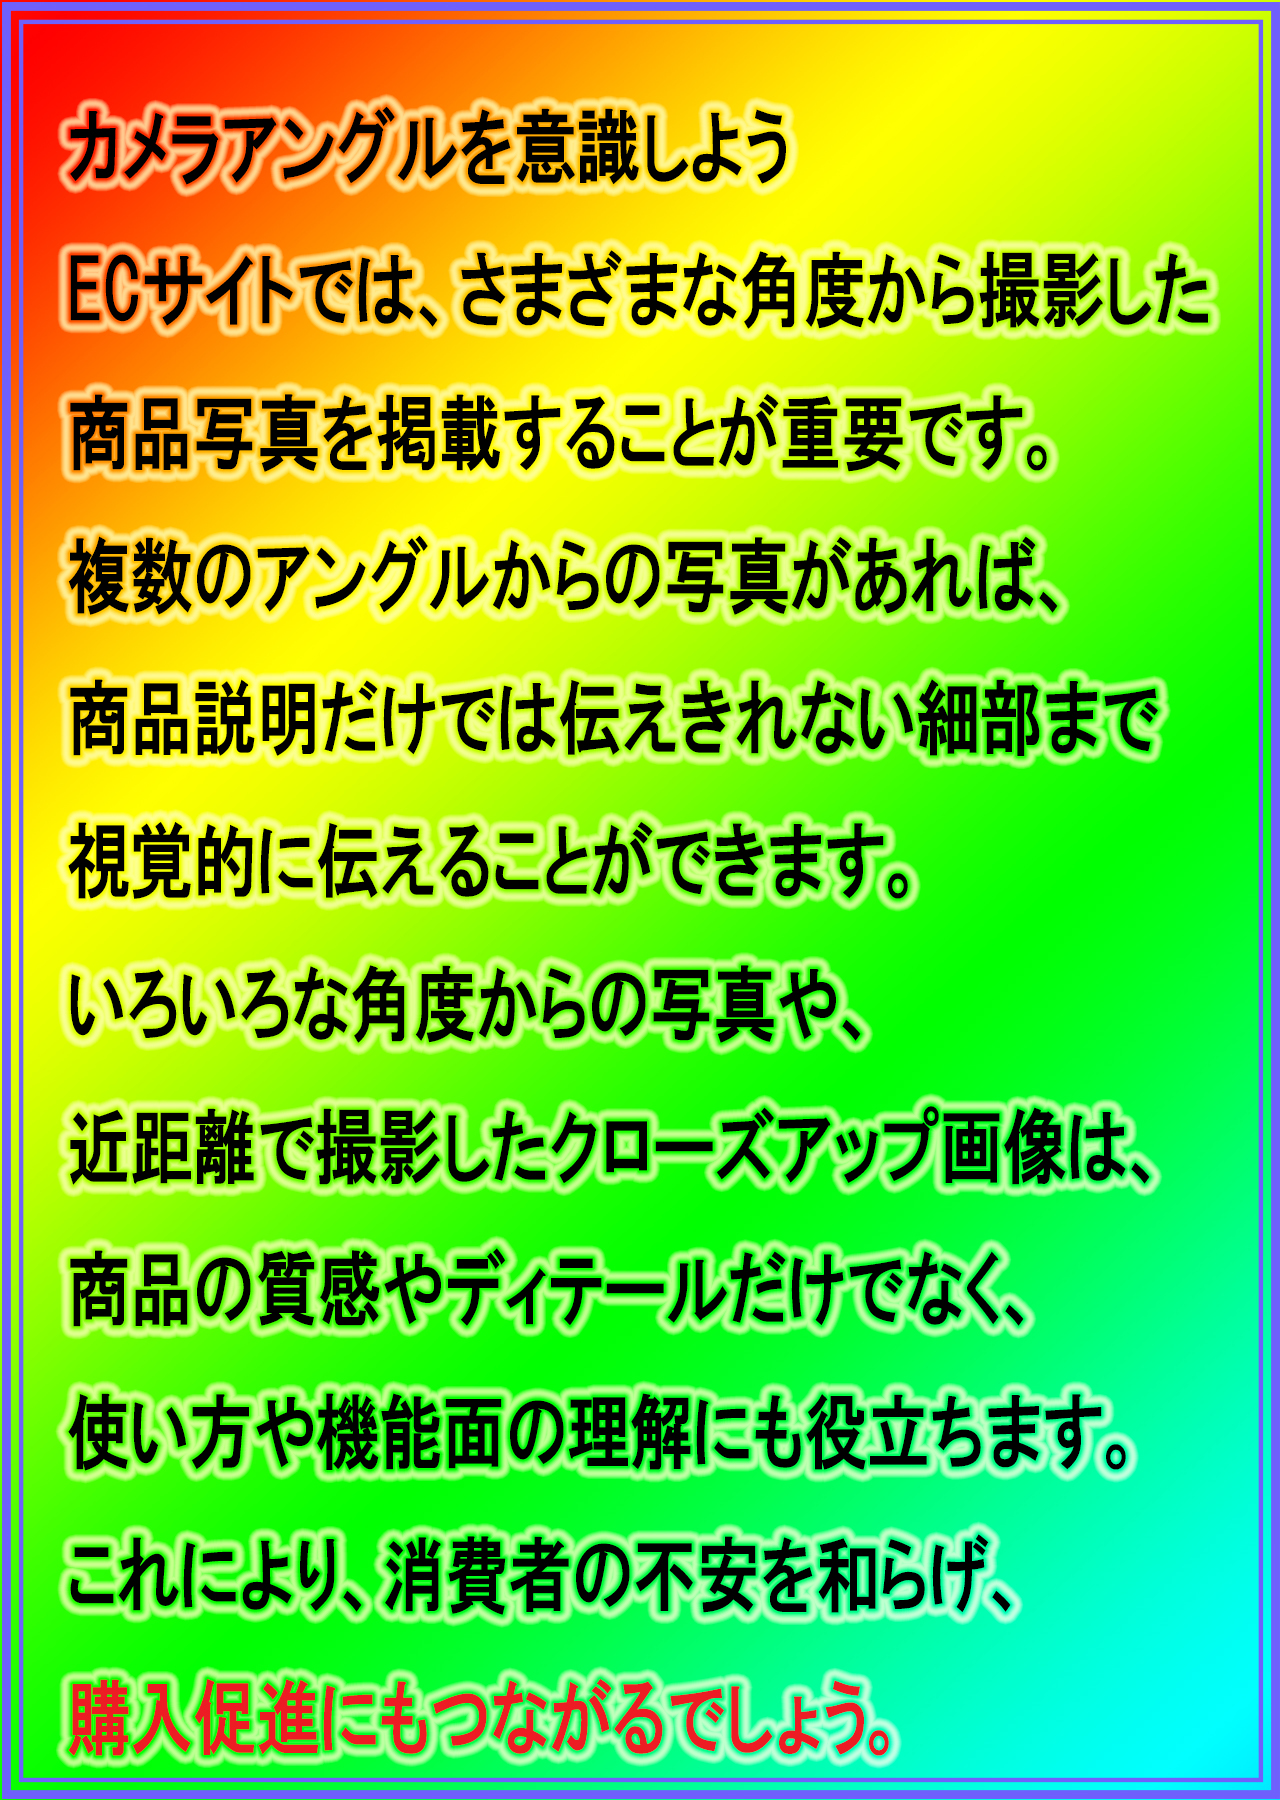 カメラアングルを意識しよう
ECサイトでは、さまざまな角度から撮影した
商品写真を掲載することが重要です。
複数のアングルからの写真があれば、
商品説明だけでは伝えきれない細部まで
視覚的に伝えることができます。
いろいろな角度からの写真や、
近距離で撮影したクローズアップ画像は、
商品の質感やディテールだけでなく、
使い方や機能面の理解にも役立ちます。
これにより、消費者の不安を和らげ、
購入促進にもつながるでしょう。